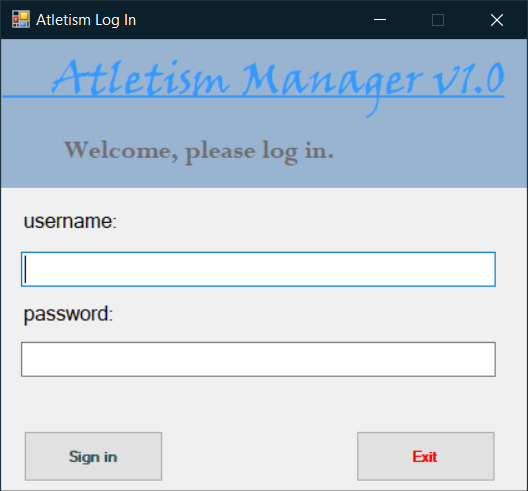 Atletism Log In
Atletism Manager v1.0
Welcome, please log in.
username:
password:
Sign in Exit